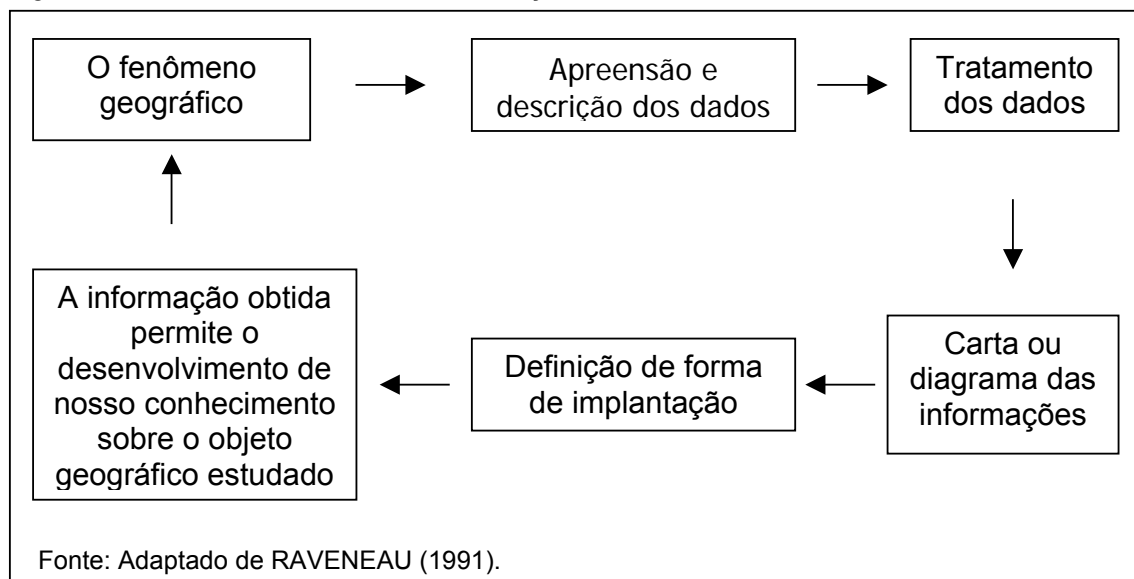 O fenômeno
geográfico
Apreensão e
descrição dos dados
Tratamento
dos dados
Carta ou
diagrama das
informações
Definição de forma
de implantação
A informação obtida
permite o
desenvolvimento de
nosso conhecimento
sobre o objeto
geográfico estudado
Fonte: Adaptado de RAVENEAU (1991).